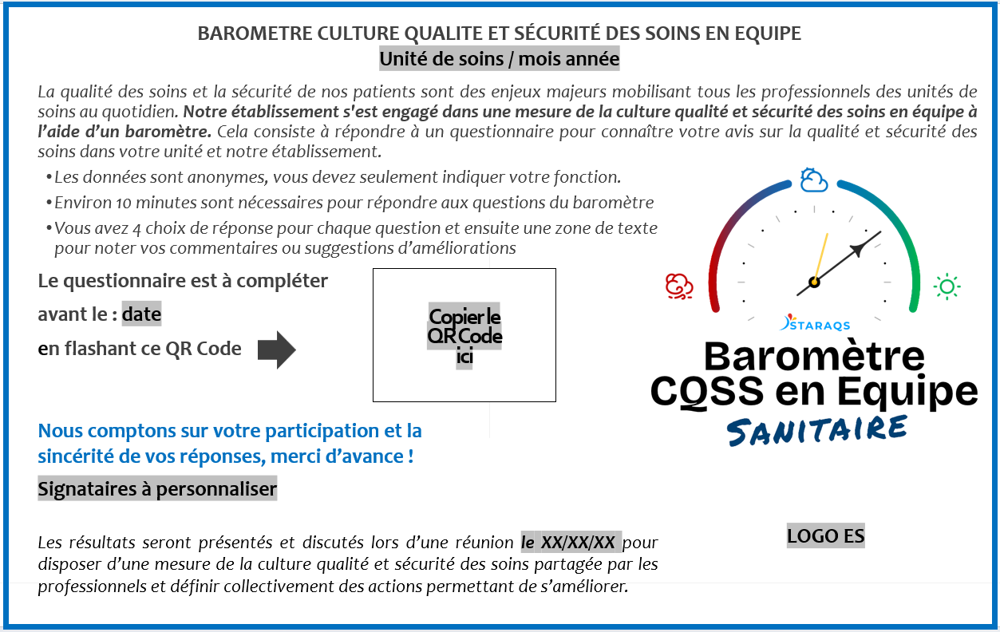 BAROMETRE CULTURE QUALITE ET SÉCURITÉ DES SOINS EN EQUIPE
Unité de soins / mois année
La qualité des soins et la sécurité de nos patients sont des enjeux majeurs mobilisant tous les professionnels des unités de
soins au quotidien. Notre établissement s'est engagé dans une mesure de la culture qualité et sécurité des soins en équipe à
l’aide d’un baromètre. Cela consiste à répondre à un questionnaire pour connaître votre avis sur la qualité et sécurité des
soins dans votre unité et notre établissement.
• Les données sont anonymes, vous devez seulement indiquer votre fonction.
• Environ 10 minutes sont nécessaires pour répondre aux questions du baromètre
• Vous avez 4 choix de réponse pour chaque question et ensuite une zone de texte
pour noter vos commentaires ou suggestions d’améliorations
Le questionnaire est à compléter
avant le : date
en flashant ce QR Code
Copier le
QR Code
ici
STARAQS
Baromètre
CQSS en Equipe
SANITAIRE
Nous comptons sur votre participation et la
sincérité de vos réponses, merci d’avance !
Signataires à personnaliser
LOGO ES
Les résultats seront présentés et discutés lors d’une réunion le XX/XX/XX pour
disposer d’une mesure de la culture qualité et sécurité des soins partagée par les
professionnels et définir collectivement des actions permettant de s’améliorer.